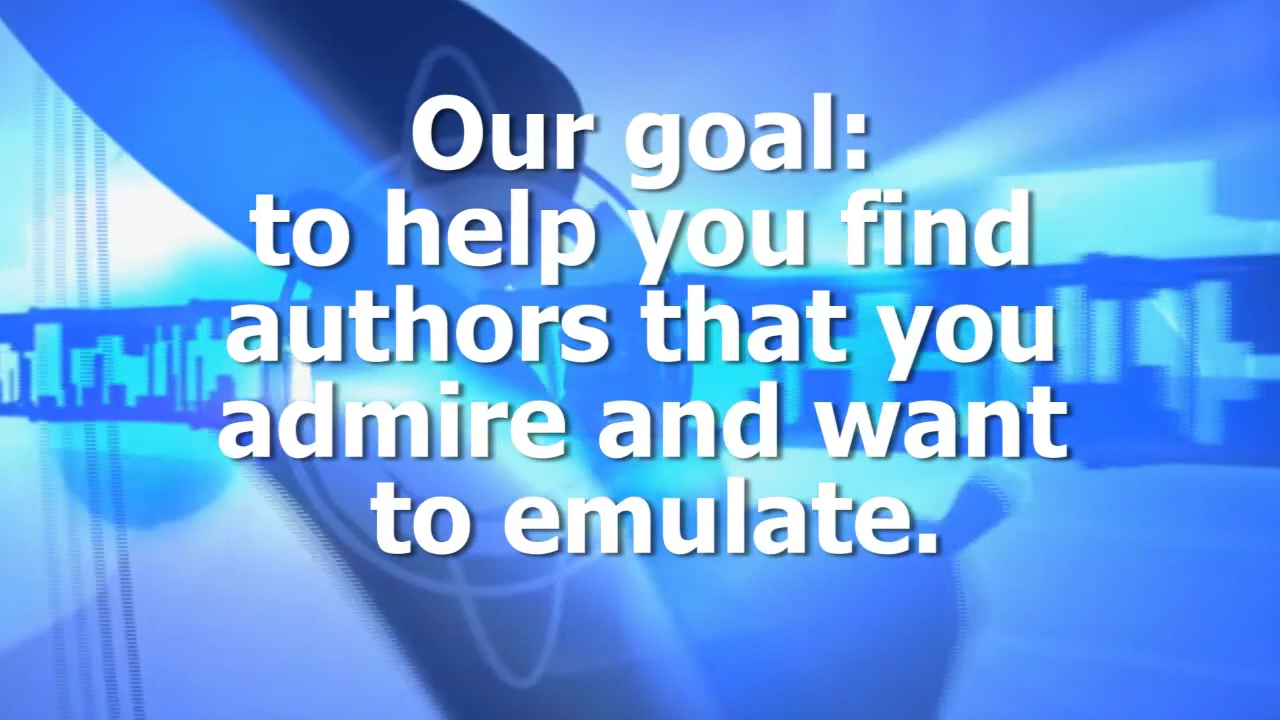 Our goal:
to help you find
authors that you
admire and want
to emulate.